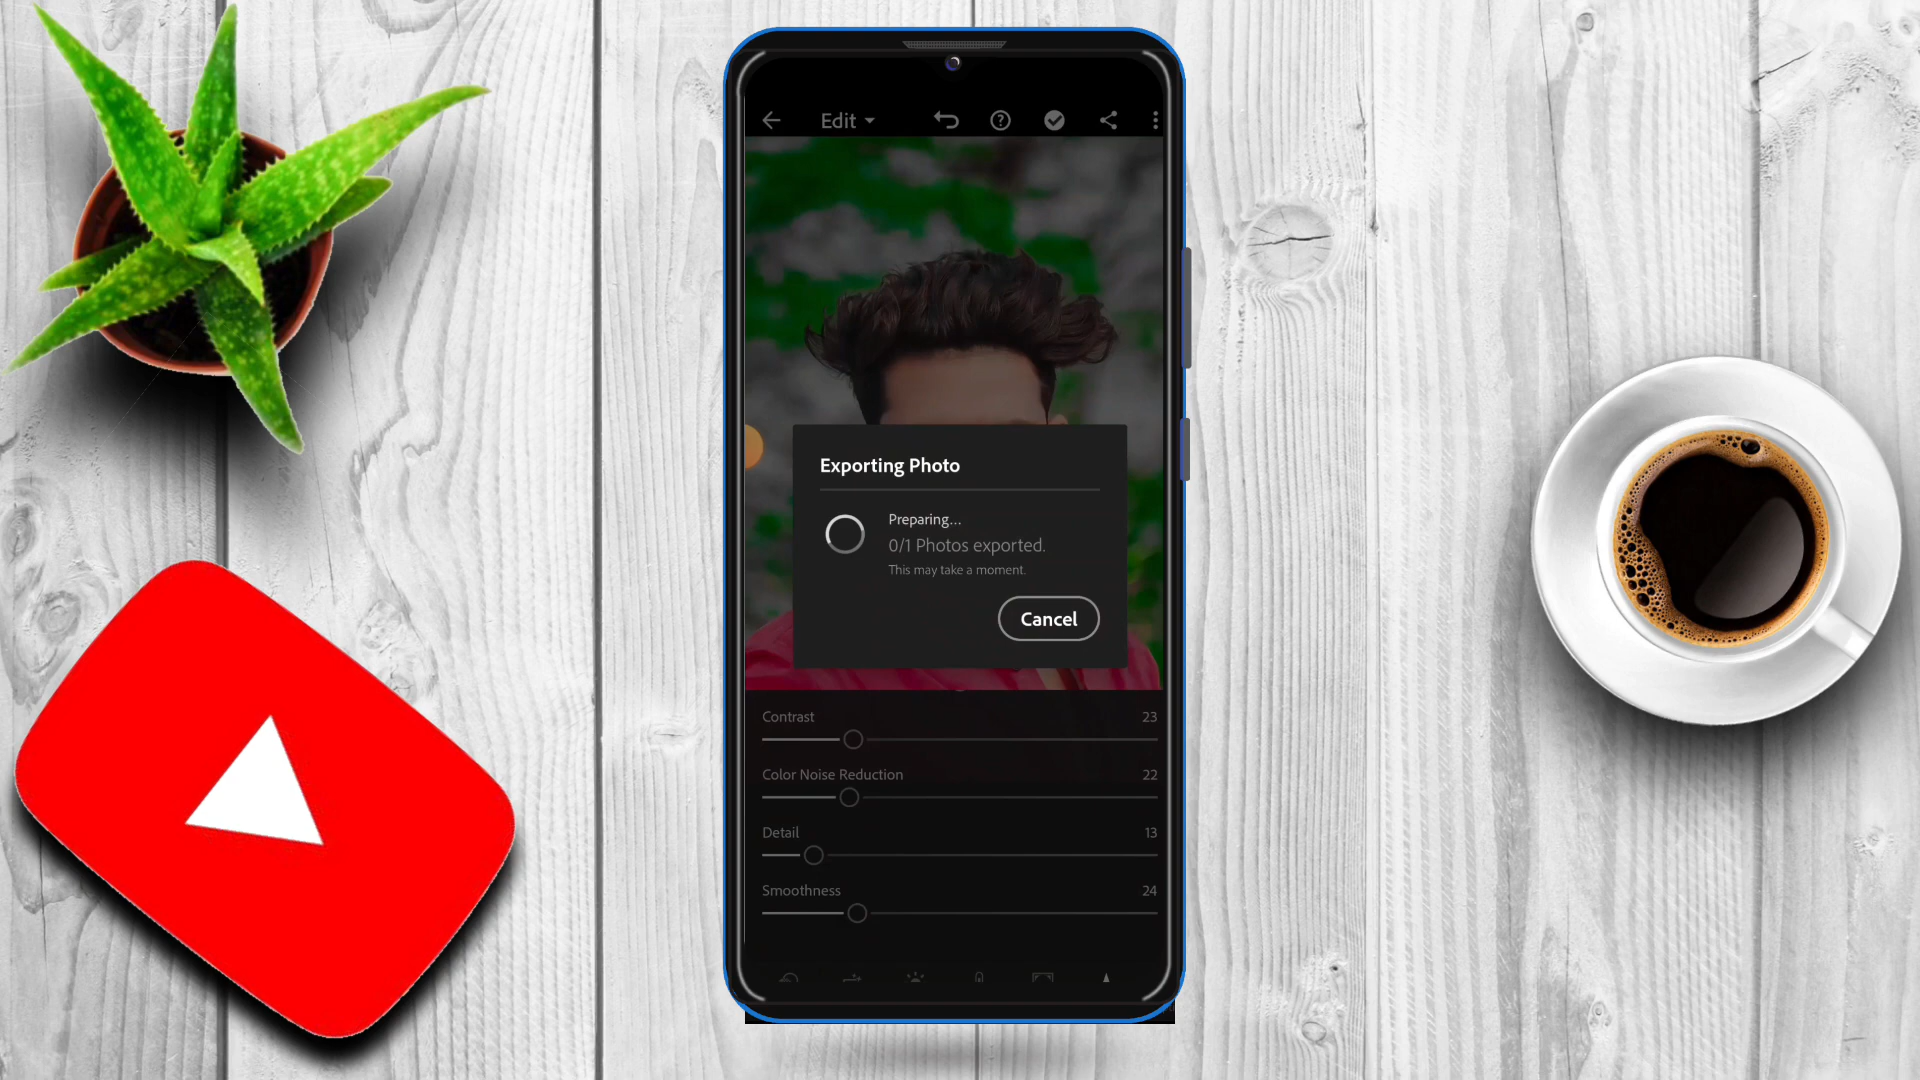 Edit
Exporting Photo
Preparing...
0/1 Photos exported.
This may take a moment.
Cancel
Contrast 23
Color Noise Reduction 22
Detail 13
Smoothness 24